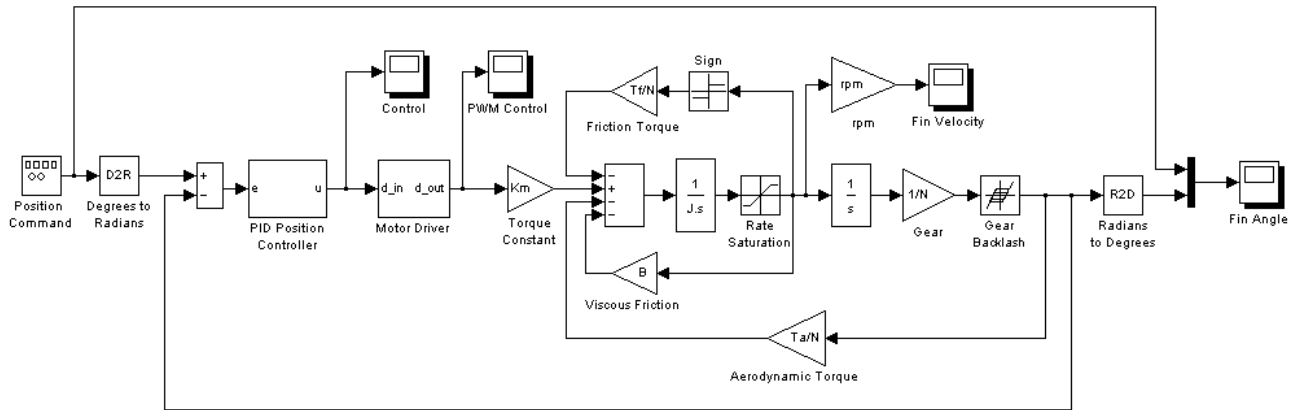 Sign
Tf/N
Friction Torque
Control
PWM Control
rpm
rpm
Fin Velocity
Position
Command
D2R
Degrees to
Radians
+
−
e
u
PID Position
Controller
d_in
d_out
Motor Driver
Km
Torque
Constant
−
+
−
−
1
J.s
Rate
Saturation
1
s
1/N
Gear
Gear
Backlash
R2D
Radians
to Degrees
Fin Angle
B
Viscous Friction
Ta/N
Aerodynamic Torque